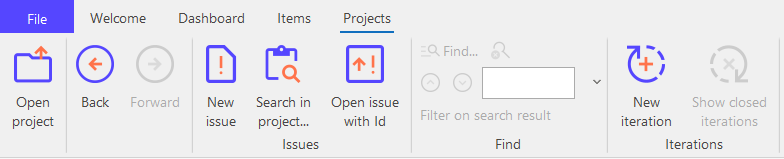 File Welcome Dashboard Items Projects
Find...
Open project
Back
Forward
New issue
Search in project...
Open issue with Id
Filter on search result
New iteration
Show closed iterations
Issues
Find
Iterations